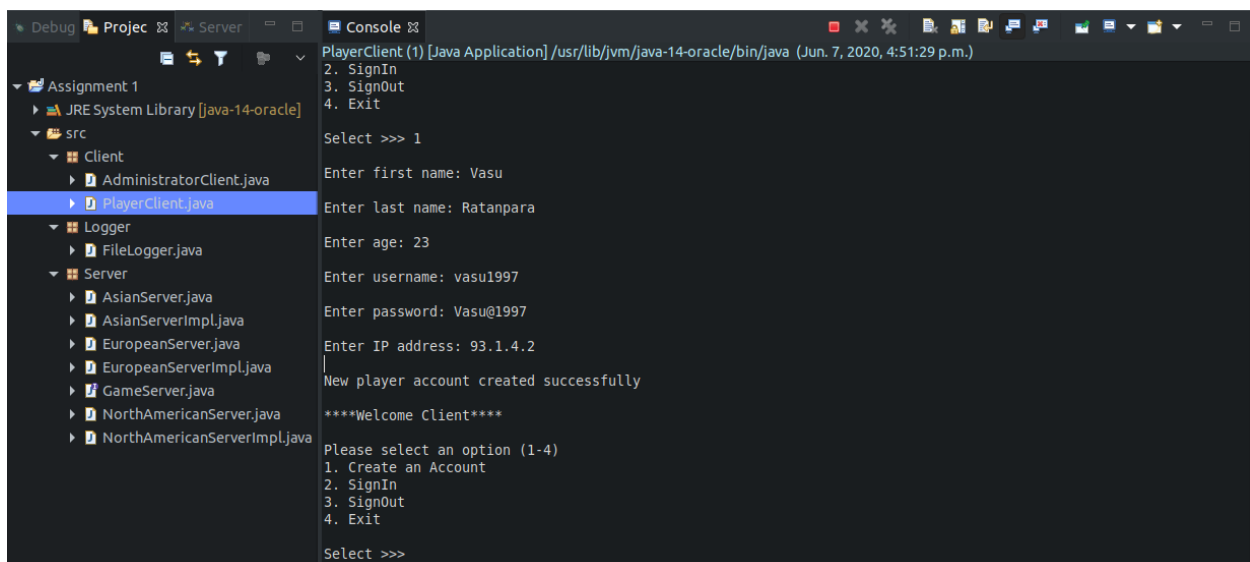 Debug Projec Server
Assignment 1
JRE System Library [java-14-oracle]
src
Client
AdministratorClient.java
PlayerClient.java
Logger
FileLogger.java
Server
AsianServer.java
AsianServerImpl.java
EuropeanServer.java
EuropeanServerImpl.java
GameServer.java
NorthAmericanServer.java
NorthAmericanServerImpl.java
Console
PlayerClient (1) [Java Application] /usr/lib/jvm/java-14-oracle/bin/java (Jun. 7, 2020, 4:51:29 p.m.)
2. SignIn
3. SignOut
4. Exit
Select >>> 1
Enter first name: Vasu
Enter last name: Ratanpara
Enter age: 23
Enter username: vasu1997
Enter password: Vasu@1997
Enter IP address: 93.1.4.2
New player account created successfully
****Welcome Client****
Please select an option (1-4)
1. Create an Account
2. SignIn
3. SignOut
4. Exit
Select >>>